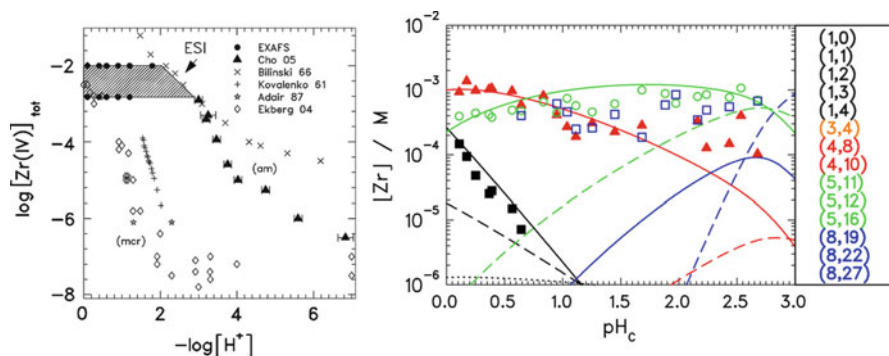 log [Zr(IV)] tot
-2
-4
-6
-8
0
2
4
6
-log[H+]
ESI
EXAFS
Cho 05
Bilinski 66
Kovalenko 61
Adair 87
Ekberg 04
(am)
(mcr)
[Zr] / M
10⁻²
10⁻³
10⁻⁴
10⁻⁵
10⁻⁶
0.0
0.5
1.0
1.5
2.0
2.5
3.0
pHc
(1,0)
(1,1)
(1,2)
(1,3)
(1,4)
(3,4)
(4,8)
(4,10)
(5,11)
(5,12)
(5,16)
(8,19)
(8,22)
(8,27)